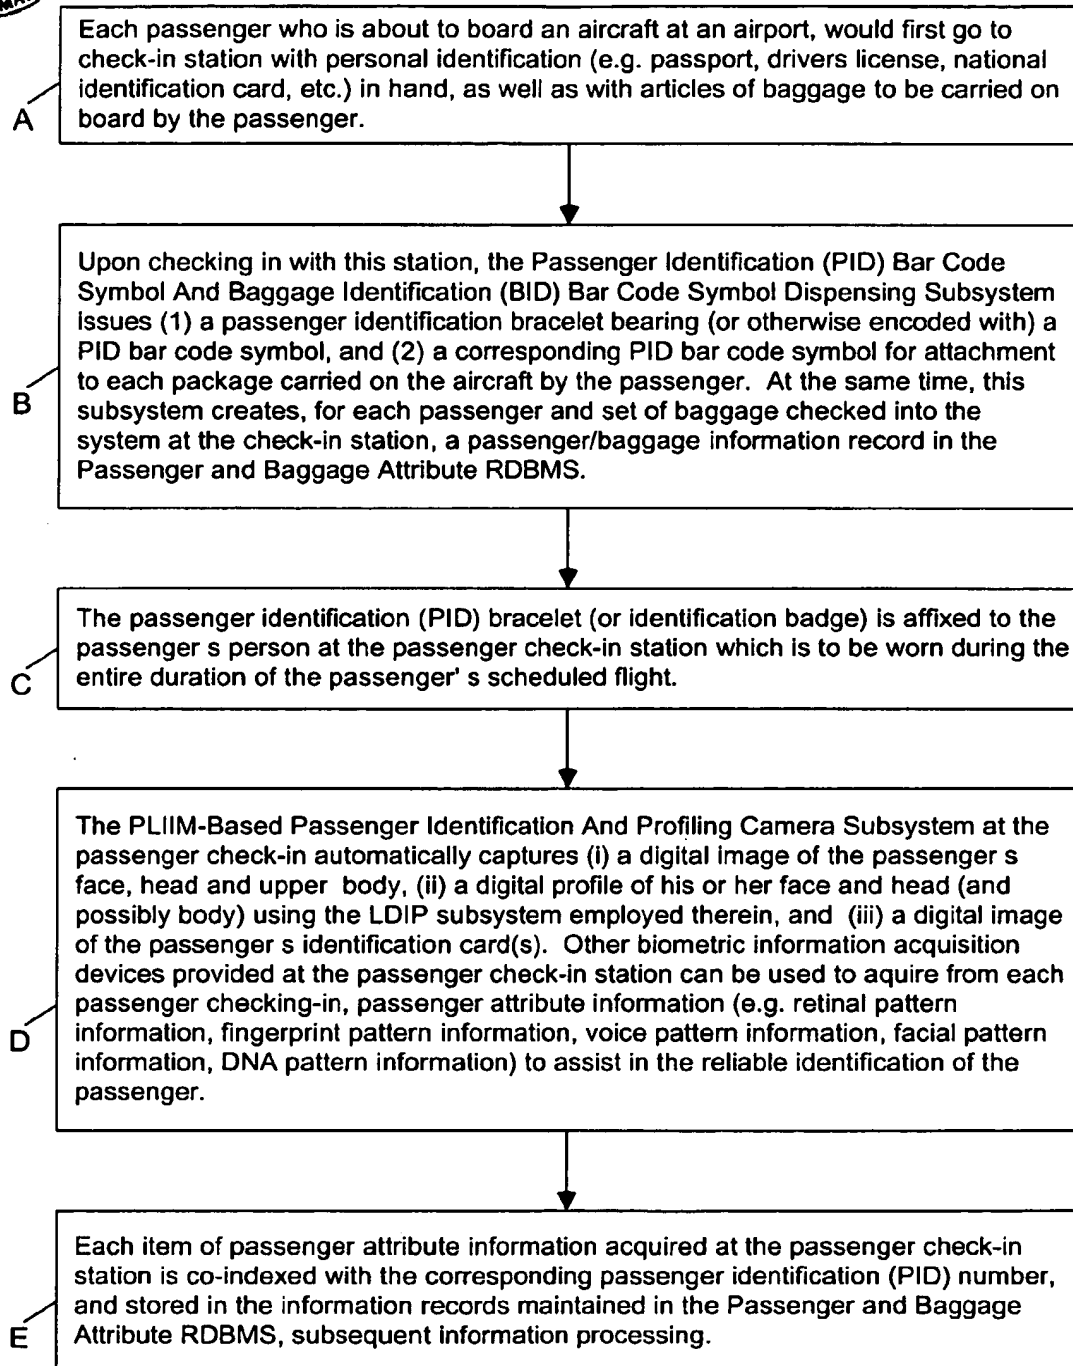 Each passenger who is about to board an aircraft at an airport, would first go to
check-in station with personal identification (e.g. passport, drivers license, national
identification card, etc.) in hand, as well as with articles of baggage to be carried on
board by the passenger.
A
Upon checking in with this station, the Passenger Identification (PID) Bar Code
Symbol And Baggage Identification (BID) Bar Code Symbol Dispensing Subsystem
issues (1) a passenger identification bracelet bearing (or otherwise encoded with) a
PID bar code symbol, and (2) a corresponding PID bar code symbol for attachment
to each package carried on the aircraft by the passenger. At the same time, this
subsystem creates, for each passenger and set of baggage checked into the
system at the check-in station, a passenger/baggage information record in the
Passenger and Baggage Attribute RDBMS.
B
The passenger identification (PID) bracelet (or identification badge) is affixed to the
passenger s person at the passenger check-in station which is to be worn during the
entire duration of the passenger' s scheduled flight.
C
The PLIIM-Based Passenger Identification And Profiling Camera Subsystem at the
passenger check-in automatically captures (i) a digital image of the passenger s
face, head and upper body, (ii) a digital profile of his or her face and head (and
possibly body) using the LDIP subsystem employed therein, and (iii) a digital image
of the passenger s identification card(s). Other biometric information acquisition
devices provided at the passenger check-in station can be used to aquire from each
passenger checking-in, passenger attribute information (e.g. retinal pattern
information, fingerprint pattern information, voice pattern information, facial pattern
information, DNA pattern information) to assist in the reliable identification of the
passenger.
D
Each item of passenger attribute information acquired at the passenger check-in
station is co-indexed with the corresponding passenger identification (PID) number,
and stored in the information records maintained in the Passenger and Baggage
Attribute RDBMS, subsequent information processing.
E